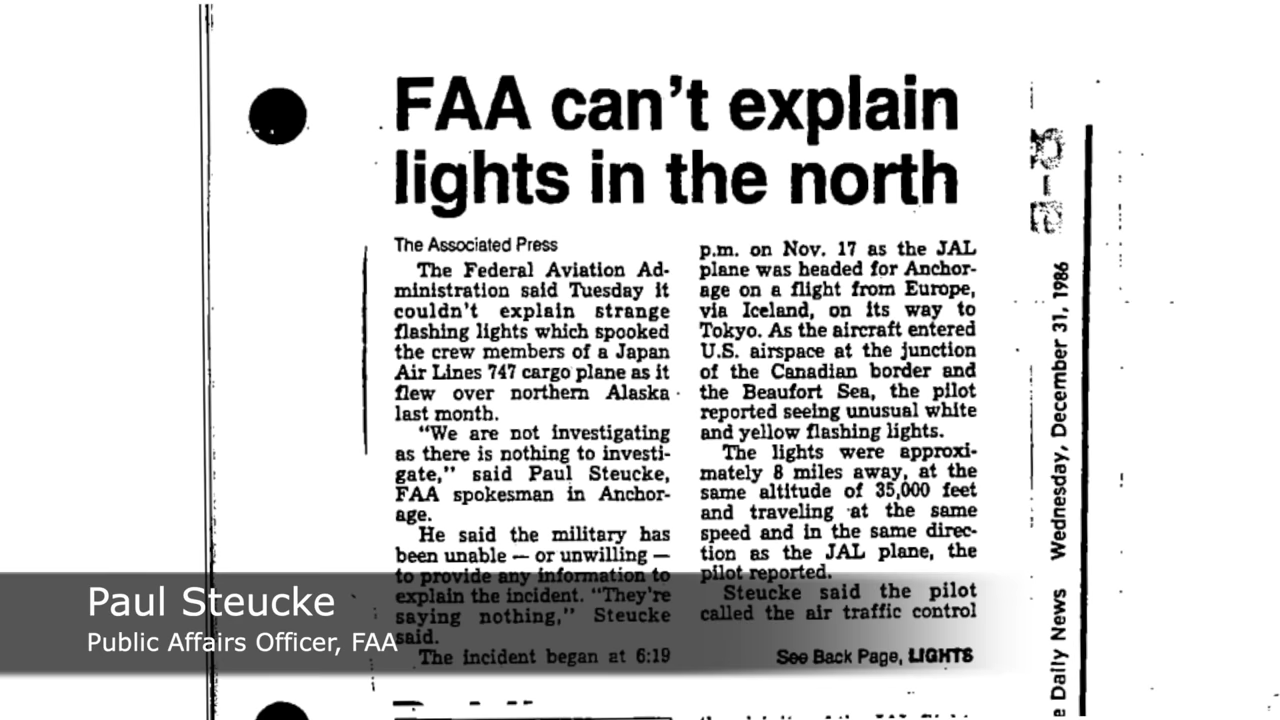 FAA can't explain
lights in the north
The Associated Press
The Federal Aviation Ad-
ministration said Tuesday it
couldn't explain strange
flashing lights which spooked
the crew members of a Japan
Air Lines 747 cargo plane as it
flew over northern Alaska
last month.
"We are not investigating
as there is nothing to investi-
gate," said Paul Steucke,
FAA spokesman in Anchor-
age.
He said the military has
been unable — or unwilling —
to provide any information to
explain the incident. "They're
saying nothing," Steucke
said.
The incident began at 6:19
p.m. on Nov. 17 as the JAL
plane was headed for Anchor-
age on a flight from Europe,
via Iceland, on its way to
Tokyo. As the aircraft entered
U.S. airspace at the junction
of the Canadian border and
the Beaufort Sea, the pilot
reported seeing unusual white
and yellow flashing lights.
The lights were approxi-
mately 8 miles away, at the
same altitude of 35,000 feet
and traveling at the same
speed and in the same direc-
tion as the JAL plane, the
pilot reported.
Steucke said the pilot
called the air traffic control
See Back Page, LIGHTS
e Daily News Wednesday, December 31, 1986
Paul Steucke
Public Affairs Officer, FAA